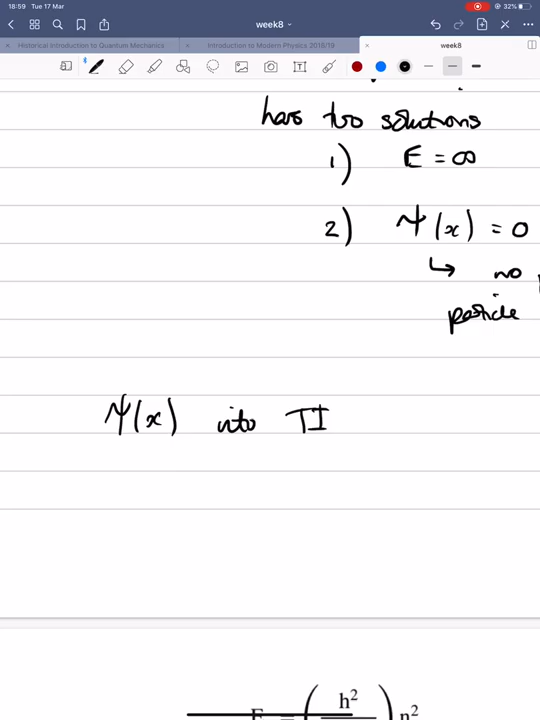 18:59 Tue 17 Mar
32%
week8
Historical Introduction to Quantum Mechanics
Introduction to Modern Physics 2018/19
week8
has two solutions
1) E = ∞
2) Ψ(x) = 0
↳ no
particle
Ψ(x) into TI
h²
E = ( ) n²